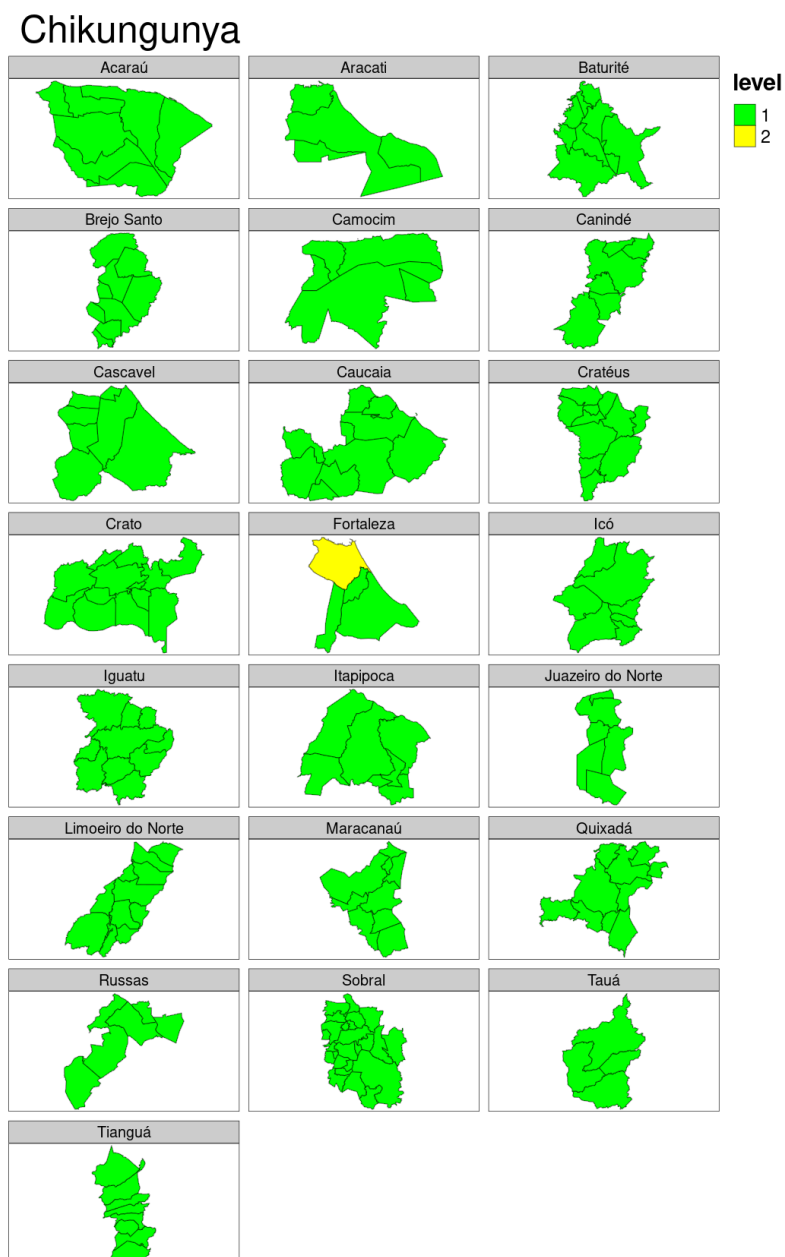 Chikungunya
Acaraú
Aracati
Baturité
level
1
2
Brejo Santo
Camocim
Canindé
Cascavel
Caucaia
Cratéus
Crato
Fortaleza
Icó
Iguatu
Itapipoca
Juazeiro do Norte
Limoeiro do Norte
Maracanaú
Quixadá
Russas
Sobral
Tauá
Tianguá